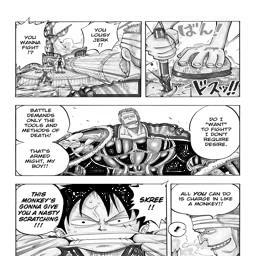 ばん!
ドスッ!!
YOU
LOUSY
JERK!!
YOU
WANNA
FIGHT
!?
DO I
"WANT"
TO FIGHT?
I DON'T
REQUIRE
DESIRE.
BATTLE
DEMANDS
ONLY THE
TOOLS AND
METHODS
OF DEATH!
THAT'S
ARMED
MIGHT, MY
BOY!!
!
ALL YOU CAN DO
IS CHARGE IN LIKE
A MONKEY!!
SKREE
!!
THIS
MONKEY'S
GONNA GIVE
YOU A NASTY
SCRATCHING
!!!